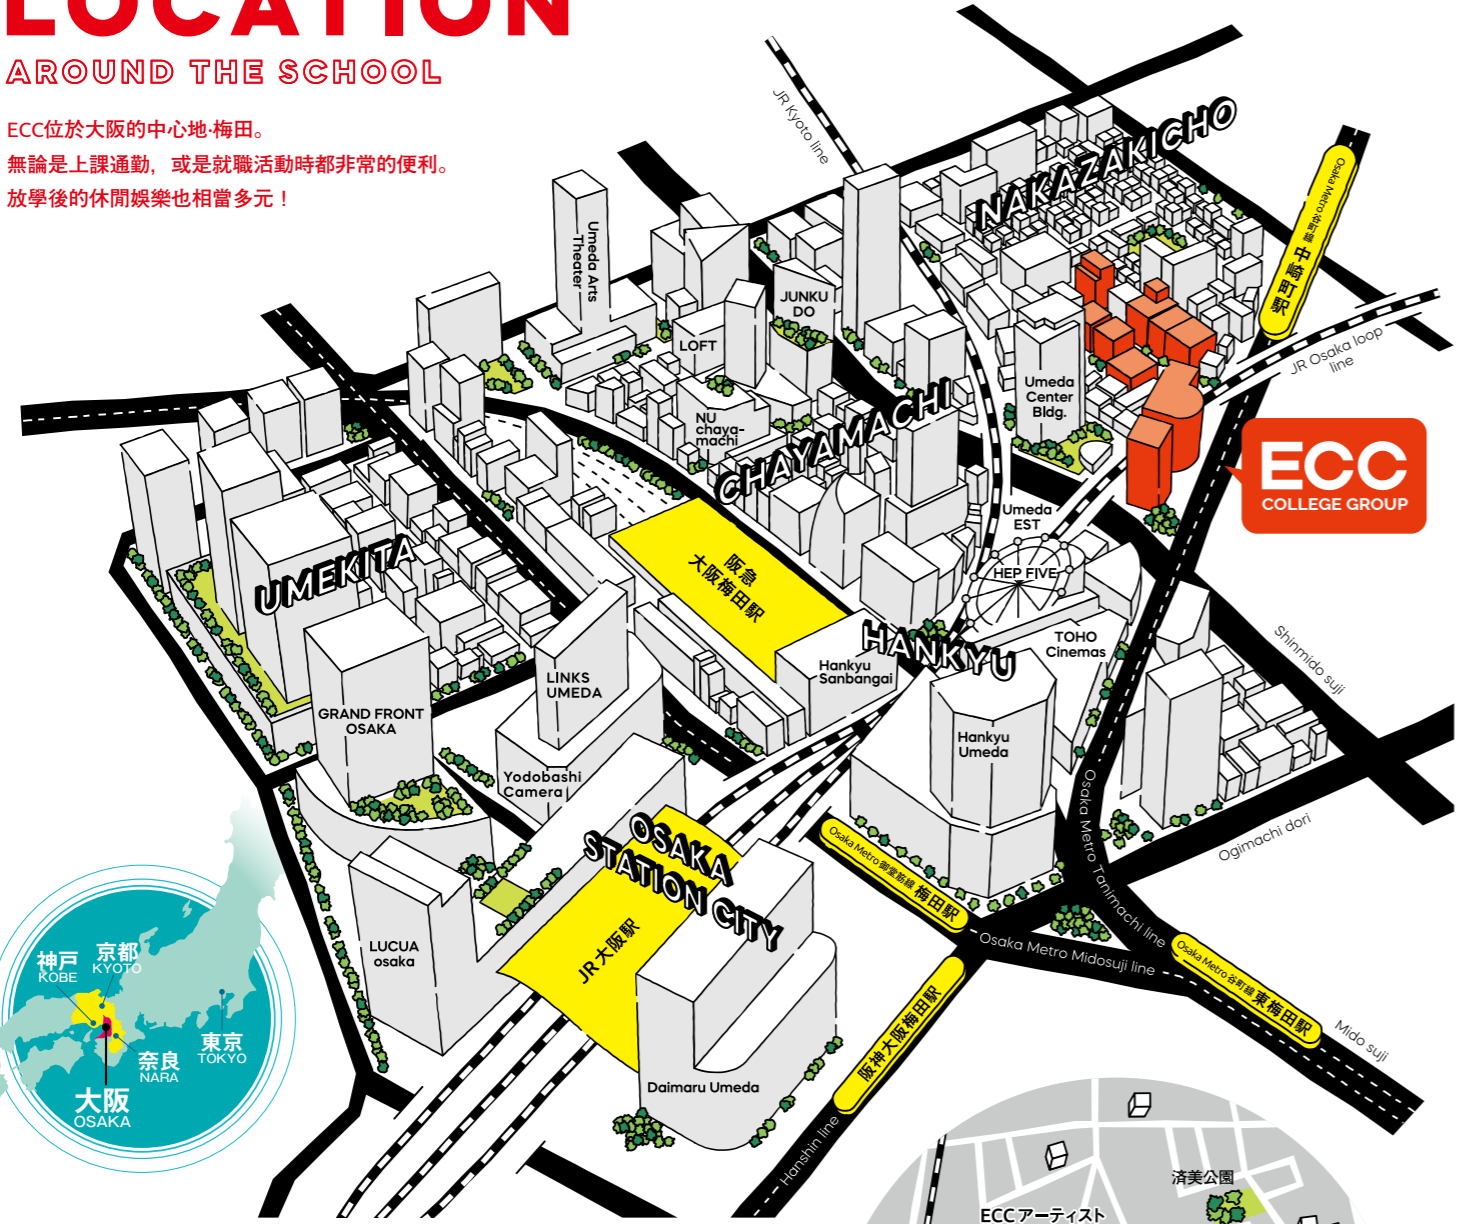 LOCATION
AROUND THE SCHOOL
ECC位於大阪的中心地·梅田。
無論是上課通勤，或是就職活動時都非常的便利。
放學後的休閒娛樂也相當多元！
JR Kyoto line
NAKAZAKICHO
Osaka Metro 谷町線 中崎町駅
JR Osaka loop
line
Umeda Arts
Theater
JUNKU
DO
LOFT
NU
chaya-
machi
CHAYAMACHI
Umeda
Center
Bldg.
ECC
COLLEGE GROUP
Umeda
EST
HEP FIVE
UMEKITA
阪急
大阪梅田駅
HANKYU
TOHO
Cinemas
Hankyu
Sanbangai
Shinmido suji
LINKS
UMEDA
GRAND FRONT
OSAKA
Hankyu
Umeda
Yodobashi
Camera
OSAKA
STATION CITY
Osaka Metro 御堂筋線 梅田駅
Osaka Metro Tanimachi line
Ogimachi dori
LUCUA
osaka
JR 大阪駅
Osaka Metro Midosuji line
Osaka Metro 谷町線 東梅田駅
Mido suji
阪神大阪梅田駅
Daimaru Umeda
Hanshin line
神戸
KOBE
京都
KYOTO
奈良
NARA
東京
TOKYO
大阪
OSAKA
済美公園
ECCアーティスト